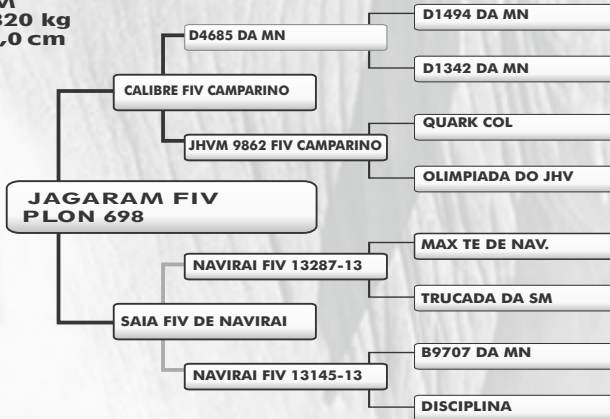 D1494 DA MN
D4685 DA MN
D1342 DA MN
CALIBRE FIV CAMPARINO
QUARK COL
JHVM 9862 FIV CAMPARINO
OLIMPIADA DO JHV
JAGARAM FIV
PLON 698
MAX TE DE NAV.
NAVIRAI FIV 13287-13
TRUCADA DA SM
SAIA FIV DE NAVIRAI
B9707 DA MN
NAVIRAI FIV 13145-13
DISCIPLINA